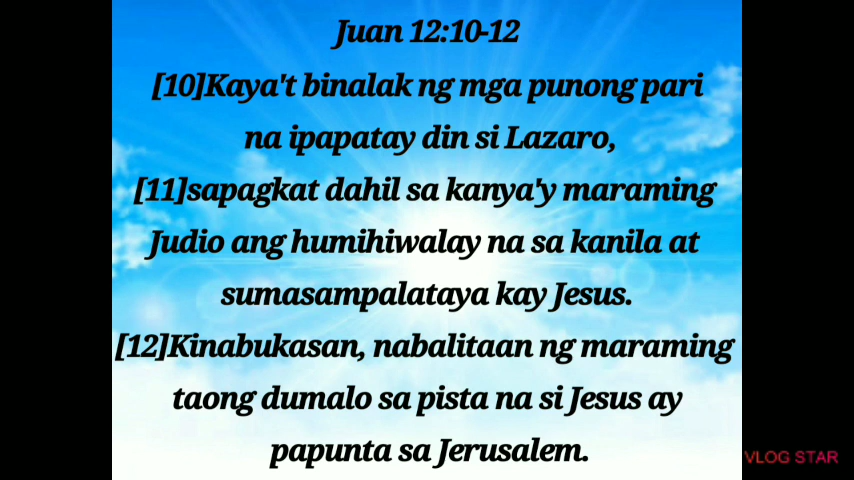 Juan 12:10-12
[10]Kaya't binalak ng mga punong pari
na ipapatay din si Lazaro,
[11]sapagkat dahil sa kanya'y maraming
Judio ang humihiwalay na sa kanila at
sumasampalataya kay Jesus.
[12]Kinabukasan, nabalitaan ng maraming
taong dumalo sa pista na si Jesus ay
papunta sa Jerusalem.
VLOG STAR